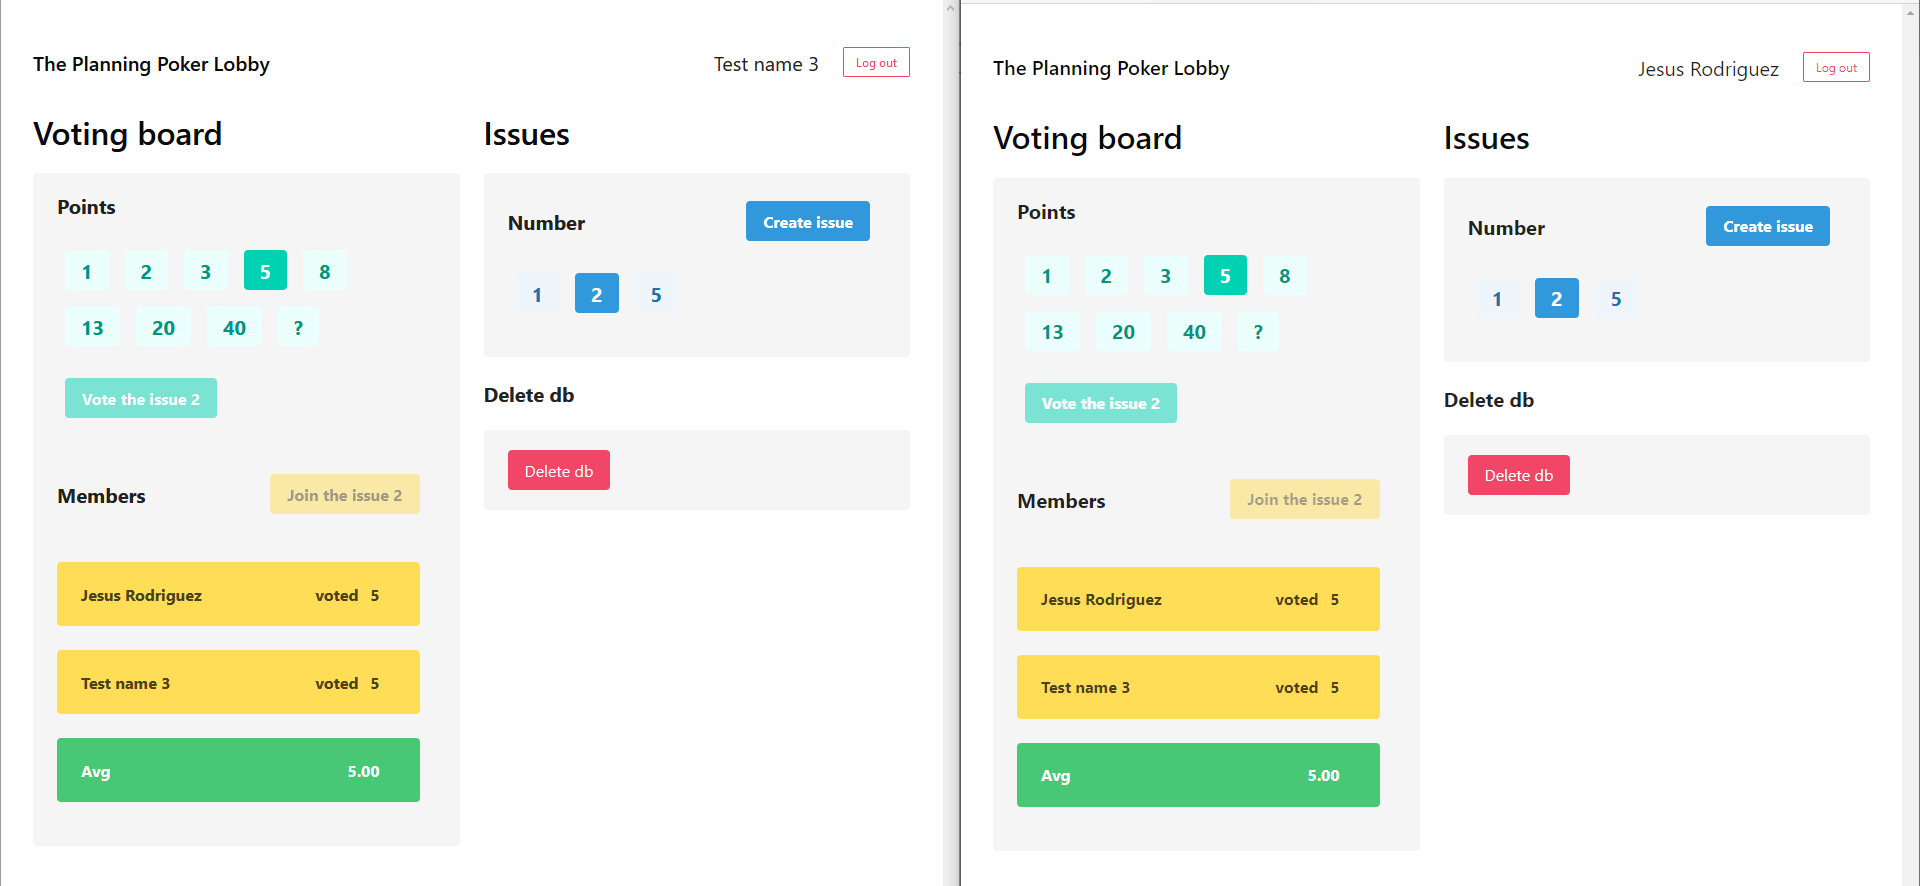 The Planning Poker Lobby
Test name 3
Log out
Voting board
Points
1 2 3 5 8
13 20 40 ?
Vote the issue 2
Members
Join the issue 2
Jesus Rodriguez voted 5
Test name 3 voted 5
Avg 5.00
Issues
Number
Create issue
1 2 5
Delete db
Delete db
The Planning Poker Lobby
Jesus Rodriguez
Log out
Voting board
Points
1 2 3 5 8
13 20 40 ?
Vote the issue 2
Members
Join the issue 2
Jesus Rodriguez voted 5
Test name 3 voted 5
Avg 5.00
Issues
Number
Create issue
1 2 5
Delete db
Delete db